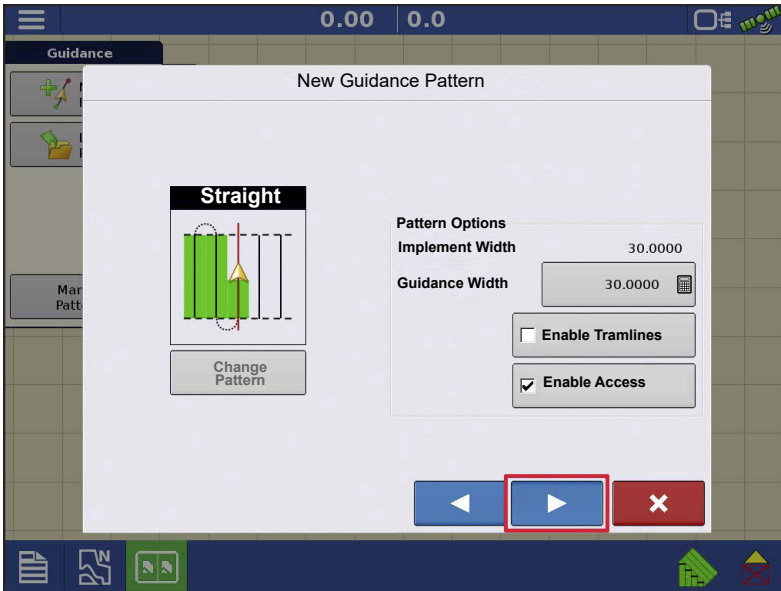 0.00 0.0
Guidance
New Guidance Pattern
Straight
Change
Pattern
Pattern Options
Implement Width 30.0000
Guidance Width 30.0000
Enable Tramlines
Enable Access
N